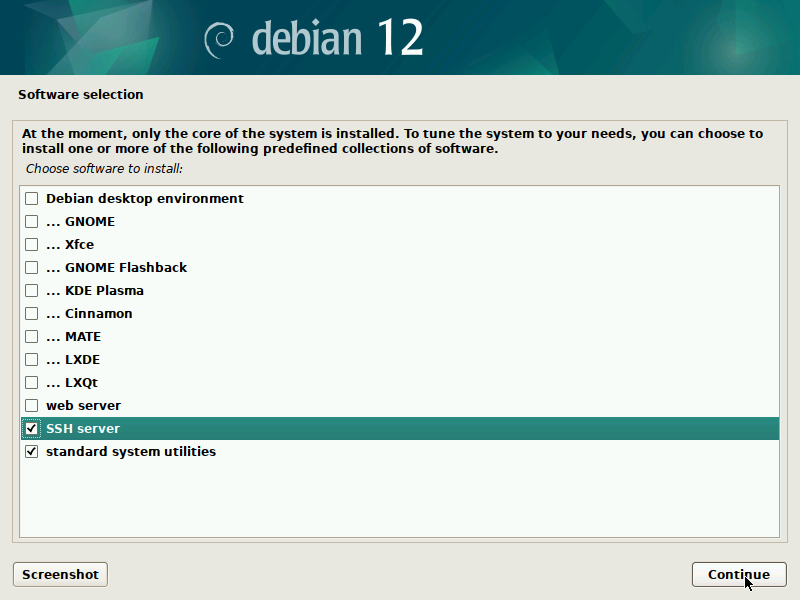 debian 12
Software selection
At the moment, only the core of the system is installed. To tune the system to your needs, you can choose to
install one or more of the following predefined collections of software.
Choose software to install:
Debian desktop environment
... GNOME
... Xfce
... GNOME Flashback
... KDE Plasma
... Cinnamon
... MATE
... LXDE
... LXQt
web server
SSH server
standard system utilities
Screenshot
Continue